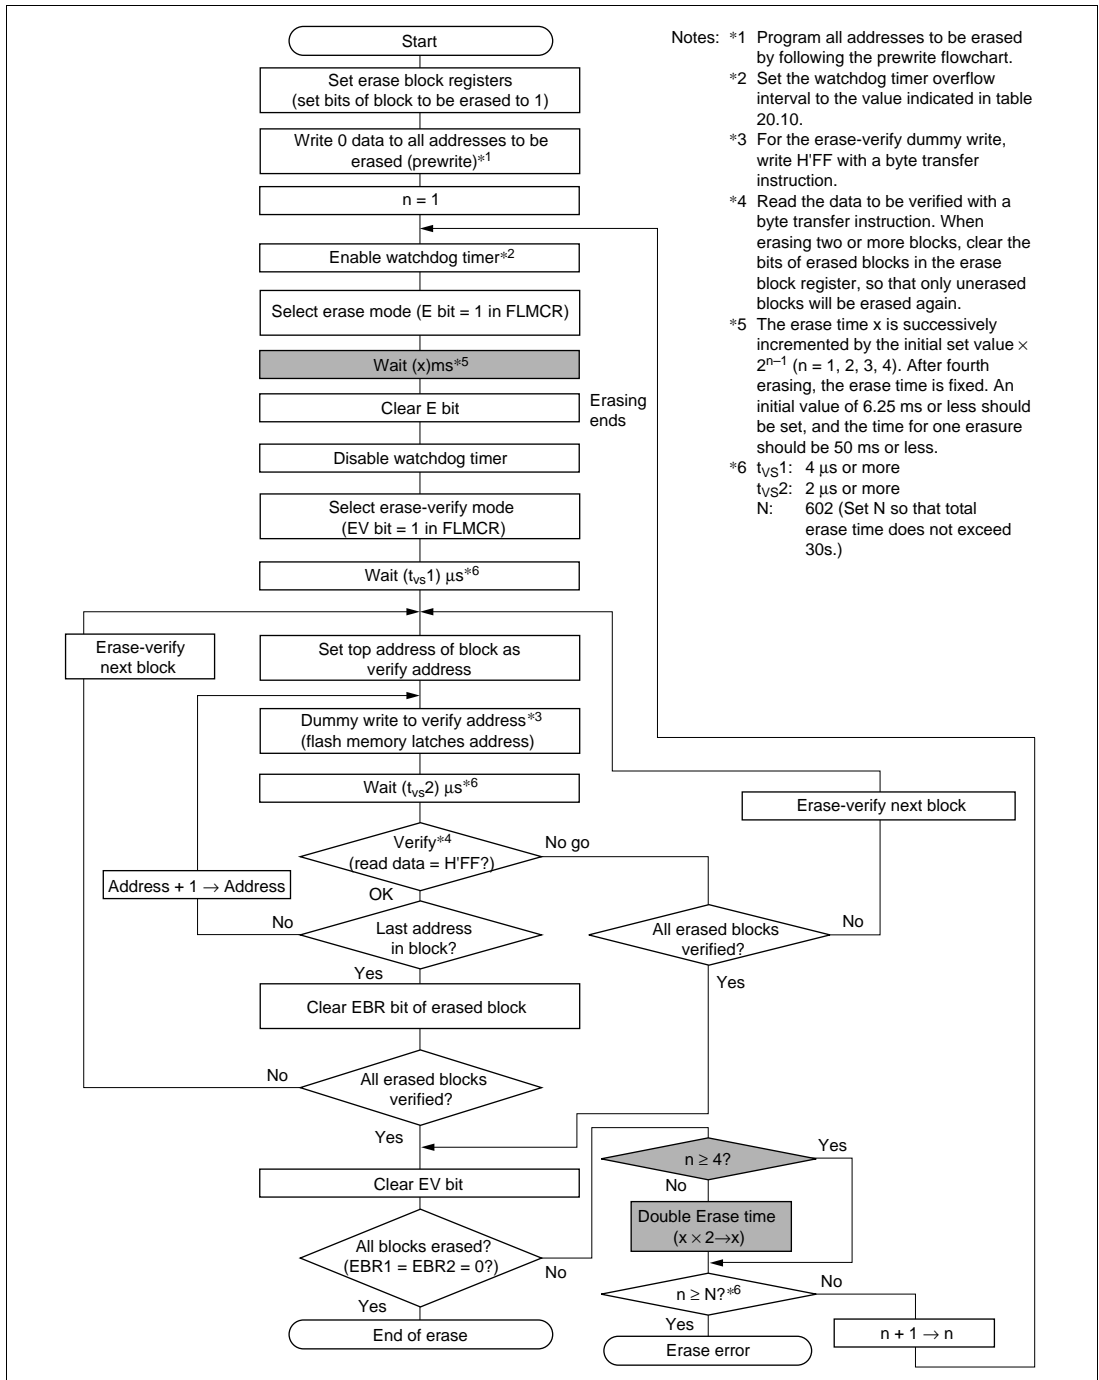 Start
Set erase block registers
(set bits of block to be erased to 1)
Write 0 data to all addresses to be
erased (prewrite)*1
n = 1
Enable watchdog timer*2
Select erase mode (E bit = 1 in FLMCR)
Wait (x)ms*5
Clear E bit
Erasing
ends
Disable watchdog timer
Select erase-verify mode
(EV bit = 1 in FLMCR)
Wait (tvs1) μs*6
Erase-verify
next block
Set top address of block as
verify address
Dummy write to verify address*3
(flash memory latches address)
Wait (tvs2) μs*6
Erase-verify next block
Verify*4
(read data = H'FF?)
No go
OK
Address + 1 → Address
No
Last address
in block?
Yes
All erased blocks
verified?
No
Yes
Clear EBR bit of erased block
No
All erased blocks
verified?
Yes
Clear EV bit
n ≥ 4?
Yes
No
Double Erase time
(x × 2→x)
All blocks erased?
(EBR1 = EBR2 = 0?)
No
Yes
End of erase
n ≥ N?*6
No
Yes
Erase error
n + 1 → n
Notes: *1 Program all addresses to be erased
by following the prewrite flowchart.
*2 Set the watchdog timer overflow
interval to the value indicated in table
20.10.
*3 For the erase-verify dummy write,
write H'FF with a byte transfer
instruction.
*4 Read the data to be verified with a
byte transfer instruction. When
erasing two or more blocks, clear the
bits of erased blocks in the erase
block register, so that only unerased
blocks will be erased again.
*5 The erase time x is successively
incremented by the initial set value ×
2n–1 (n = 1, 2, 3, 4). After fourth
erasing, the erase time is fixed. An
initial value of 6.25 ms or less should
be set, and the time for one erasure
should be 50 ms or less.
*6 tVS1: 4 μs or more
tVS2: 2 μs or more
N: 602 (Set N so that total
erase time does not exceed
30s.)